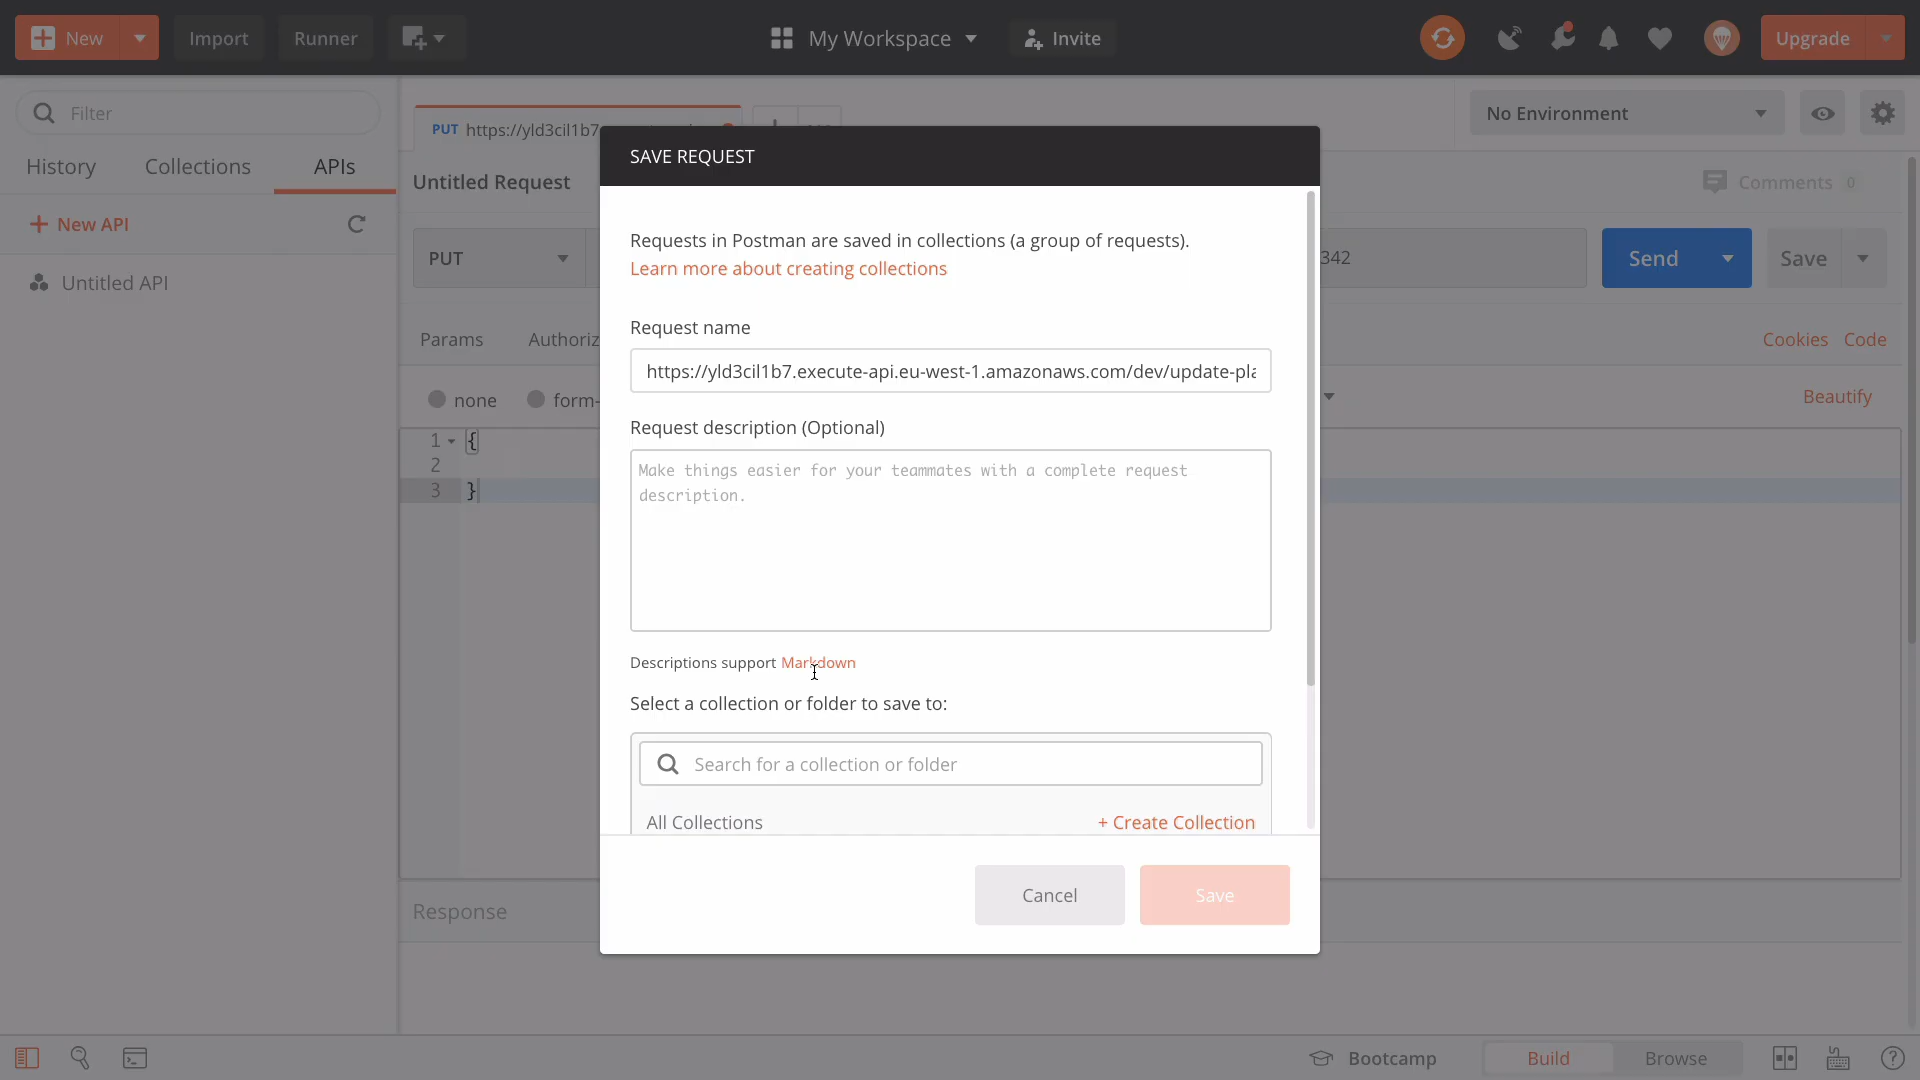 New
Import
Runner
My Workspace
Invite
Upgrade
Filter
History
Collections
APIs
New API
Untitled API
PUT https://yld3cil1b7
No Environment
Untitled Request
Comments 0
PUT
342
Send
Save
Params
Authoriz
Cookies
Code
none
form-
Beautify
1
{
2
3
}
Response
SAVE REQUEST
Requests in Postman are saved in collections (a group of requests).
Learn more about creating collections
Request name
https://yld3cil1b7.execute-api.eu-west-1.amazonaws.com/dev/update-pla
Request description (Optional)
Make things easier for your teammates with a complete request
description.
Descriptions support Markdown
Select a collection or folder to save to:
Search for a collection or folder
All Collections
+ Create Collection
Cancel
Save
Bootcamp
Build
Browse